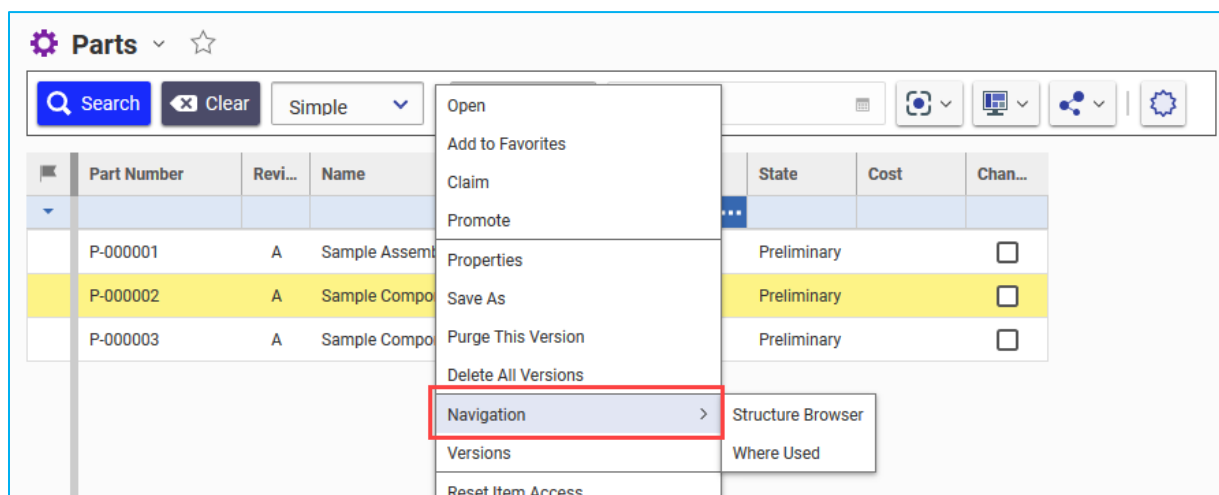 Parts
Search
Clear
Simple
Part Number Revi... Name State Cost Chan...
...
P-000001 A Sample Assemb Preliminary
P-000002 A Sample Compo Preliminary
P-000003 A Sample Compo Preliminary
Open
Add to Favorites
Claim
Promote
Properties
Save As
Purge This Version
Delete All Versions
Navigation
Versions
Reset Item Access
Structure Browser
Where Used